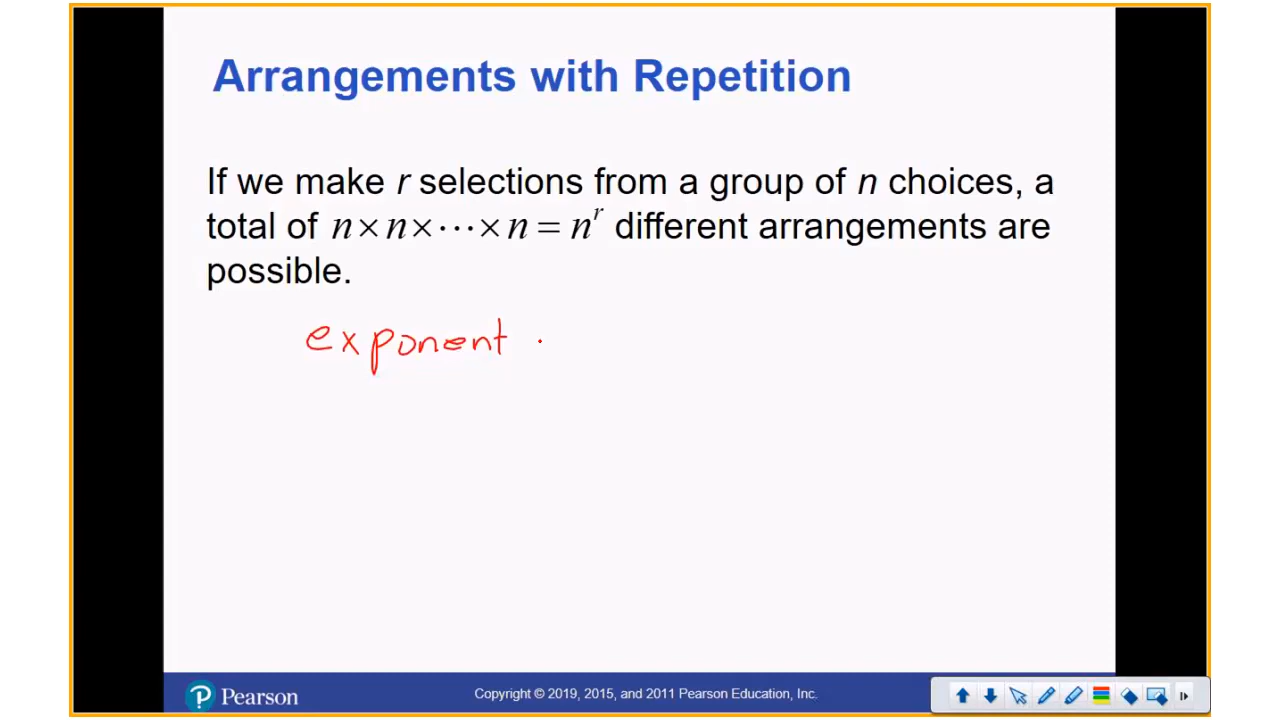 Arrangements with Repetition
If we make r selections from a group of n choices, a
total of n × n × ⋯ × n = nʳ different arrangements are
possible.
exponent
Pearson
Copyright © 2019, 2015, and 2011 Pearson Education, Inc.